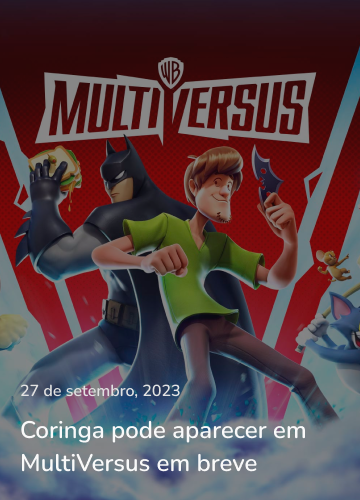 WB
MULTIVERSUS
27 de setembro, 2023
Coringa pode aparecer em
MultiVersus em breve